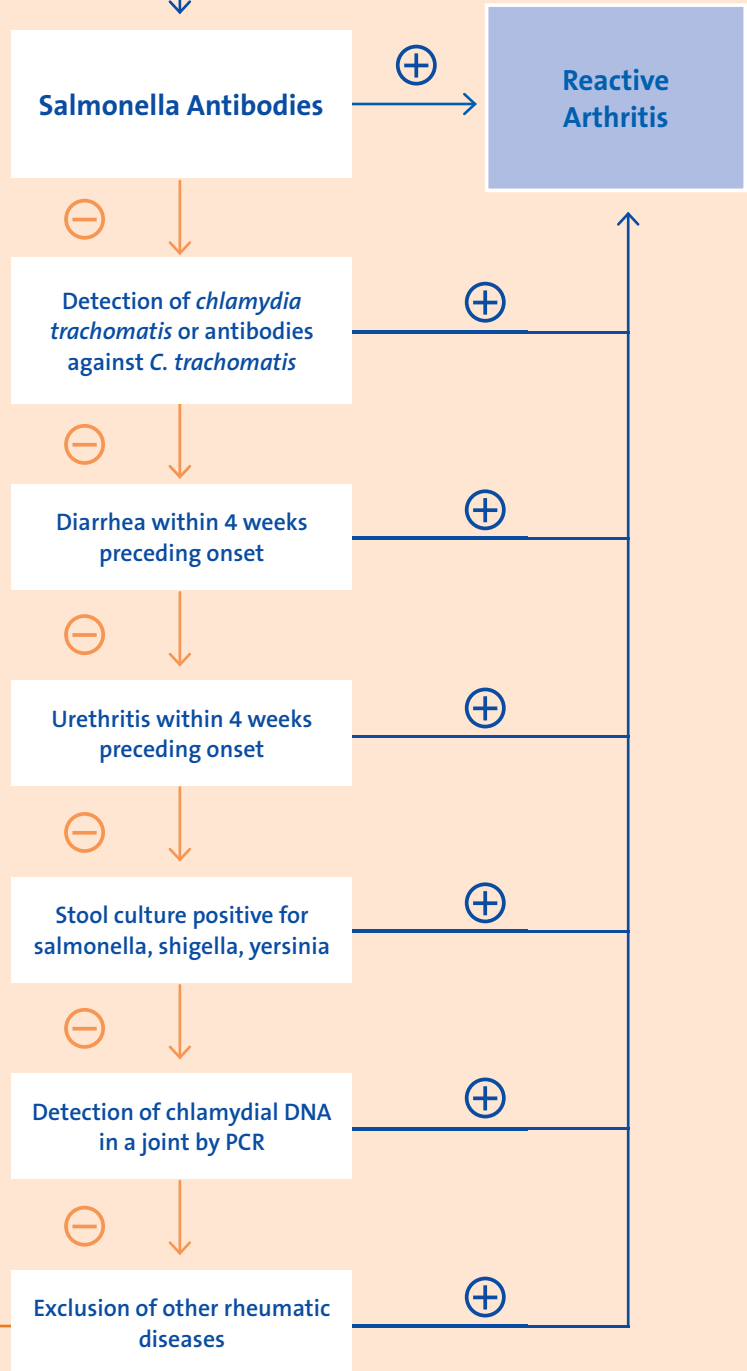 Salmonella Antibodies
Reactive
Arthritis
Detection of chlamydia
trachomatis or antibodies
against C. trachomatis
Diarrhea within 4 weeks
preceding onset
Urethritis within 4 weeks
preceding onset
Stool culture positive for
salmonella, shigella, yersinia
Detection of chlamydial DNA
in a joint by PCR
Exclusion of other rheumatic
diseases